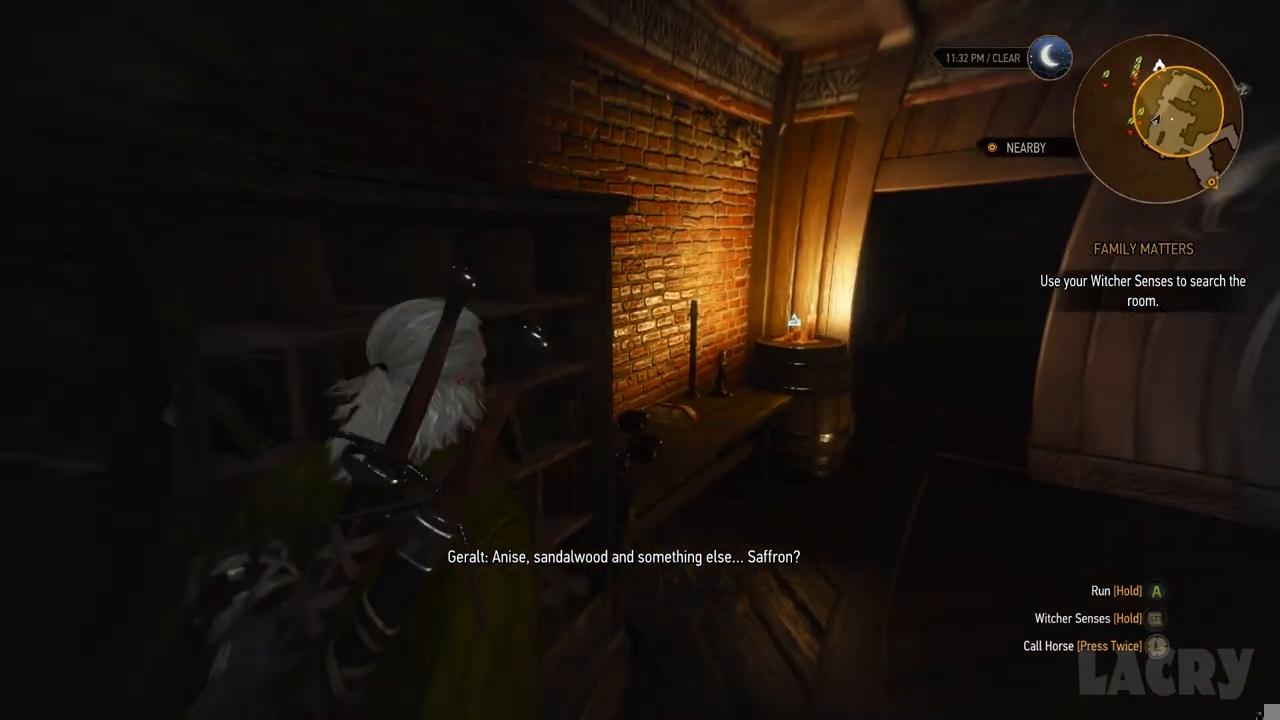 11:32 PM / CLEAR
NEARBY
FAMILY MATTERS
Use your Witcher Senses to search the
room.
Geralt: Anise, sandalwood and something else... Saffron?
Run [Hold] A
Witcher Senses [Hold] LT
Call Horse [Press Twice] L
LACRY